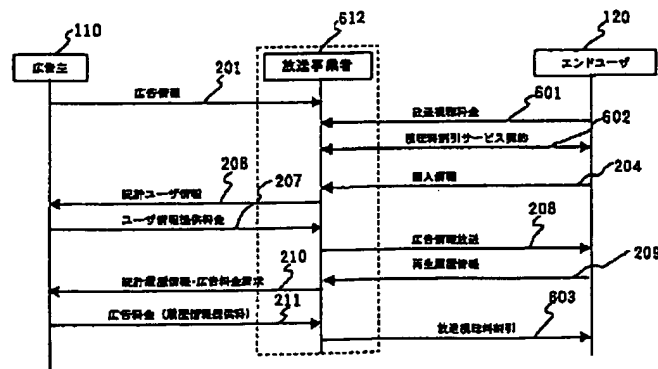 612
110
120
広告主
放送事業者
エンドユーザ
広告情報
201
放送視聴料金
601
602
視聴料割引サービス契約
206
個人情報
204
統計ユーザ情報
207
ユーザ情報提供料金
広告情報放送
208
210
再生履歴情報
209
統計履歴情報・広告料金請求
211
広告料金(履歴情報提供料)
603
放送視聴料割引